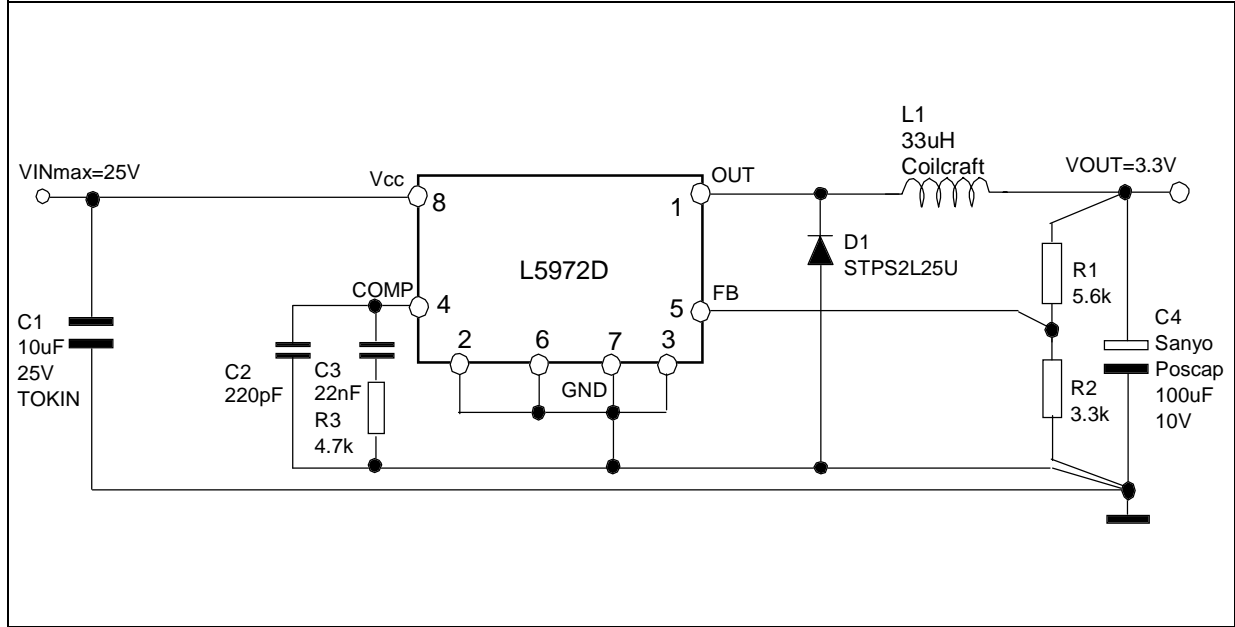 VINmax=25V
C1
10uF
25V
TOKIN
Vcc
8
COMP
4
C2
220pF
C3
22nF
R3
4.7k
L5972D
2
6
7
3
GND
OUT
1
FB
5
D1
STPS2L25U
L1
33uH
Coilcraft
VOUT=3.3V
R1
5.6k
R2
3.3k
C4
Sanyo
Poscap
100uF
10V